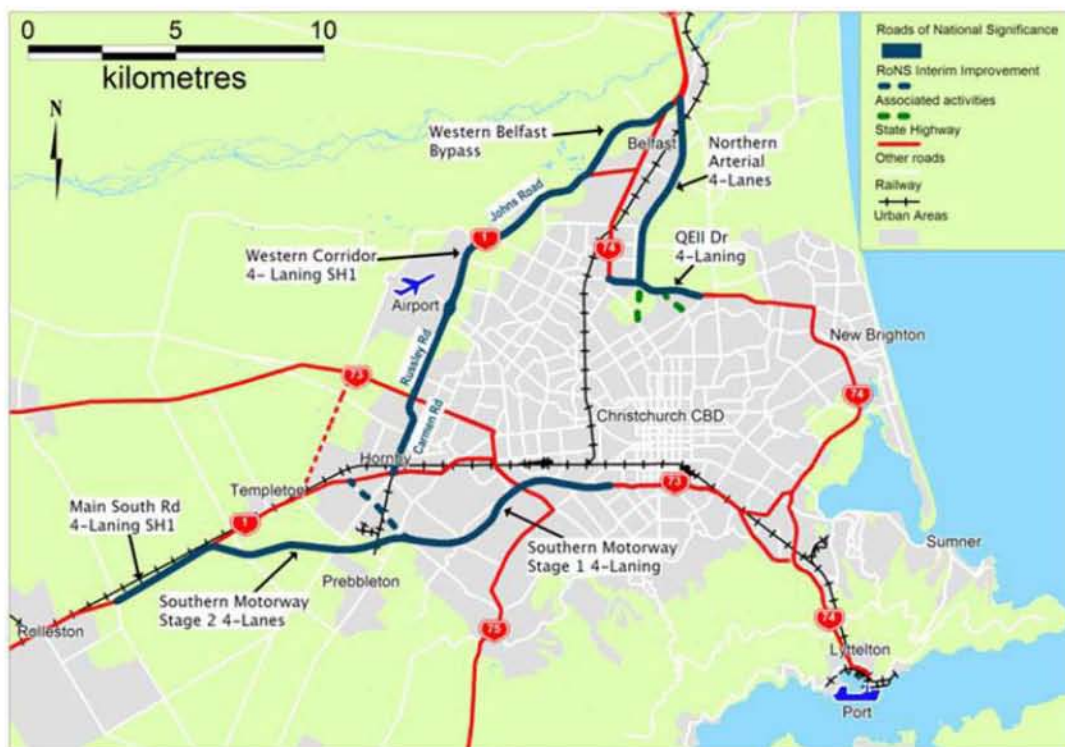 0 5 10
kilometres
N
Roads of National Significance
RoNS Interim Improvement
Associated activities
State Highway
Other roads
Railway
Urban Areas
Western Belfast
Bypass
Belfast
Northern
Arterial
4-Lanes
Johns Road
1
74
QEII Dr
4-Laning
Western Corridor
4- Laning SH1
Airport
Russley Rd
New Brighton
73
74
Carmen Rd
Christchurch CBD
Hornby
Templeton
73
Main South Rd
4-Laning SH1
1
Southern Motorway
Stage 1 4-Laning
Sumner
Prebbleton
Southern Motorway
Stage 2 4-Lanes
Rolleston
75
74
Lyttelton
Port